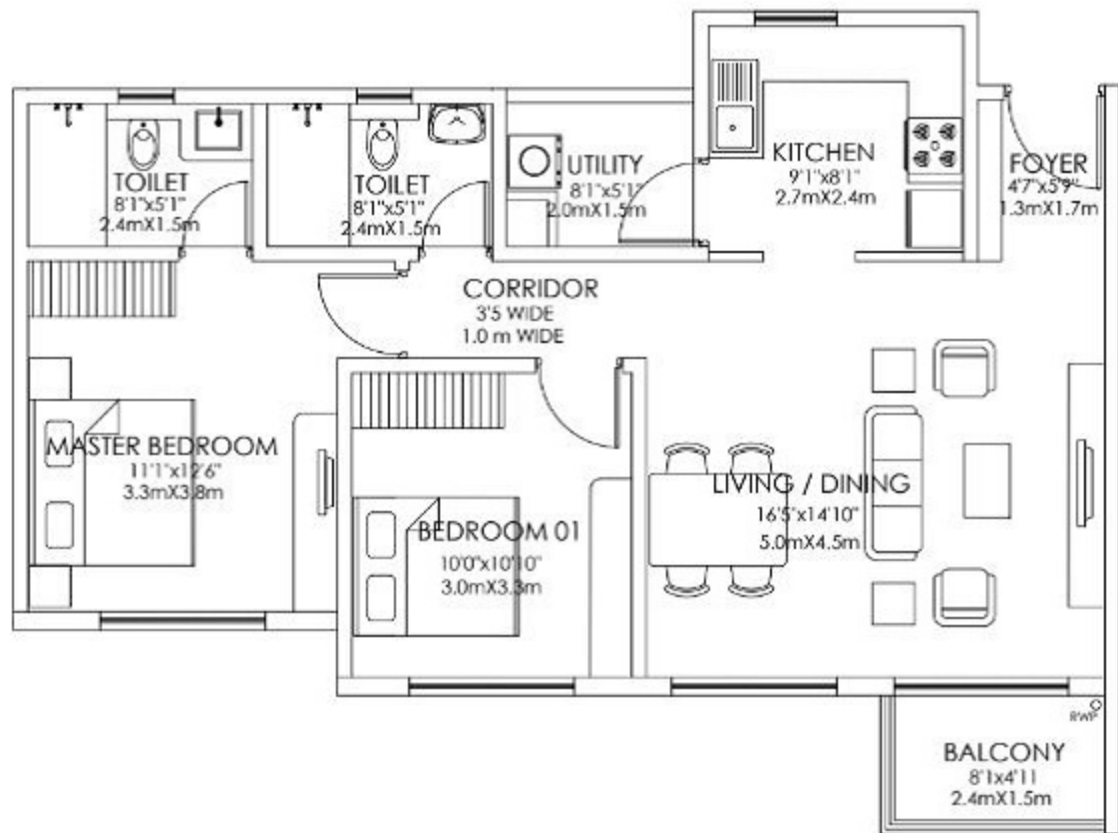 TOILET
8'1"x5'1"
2.4mX1.5m
TOILET
8'1"x5'1"
2.4mX1.5m
UTILITY
8'1"x5'1"
2.0mX1.5m
KITCHEN
9'1"x8'1"
2.7mX2.4m
FOYER
4'7"x5'9"
1.3mX1.7m
CORRIDOR
3'5 WIDE
1.0 m WIDE
MASTER BEDROOM
11'1"x12'6"
3.3mX3.8m
BEDROOM 01
10'0"x10'10"
3.0mX3.3m
LIVING / DINING
16'5"x14'10"
5.0mX4.5m
RWP
BALCONY
8'1x4'11
2.4mX1.5m